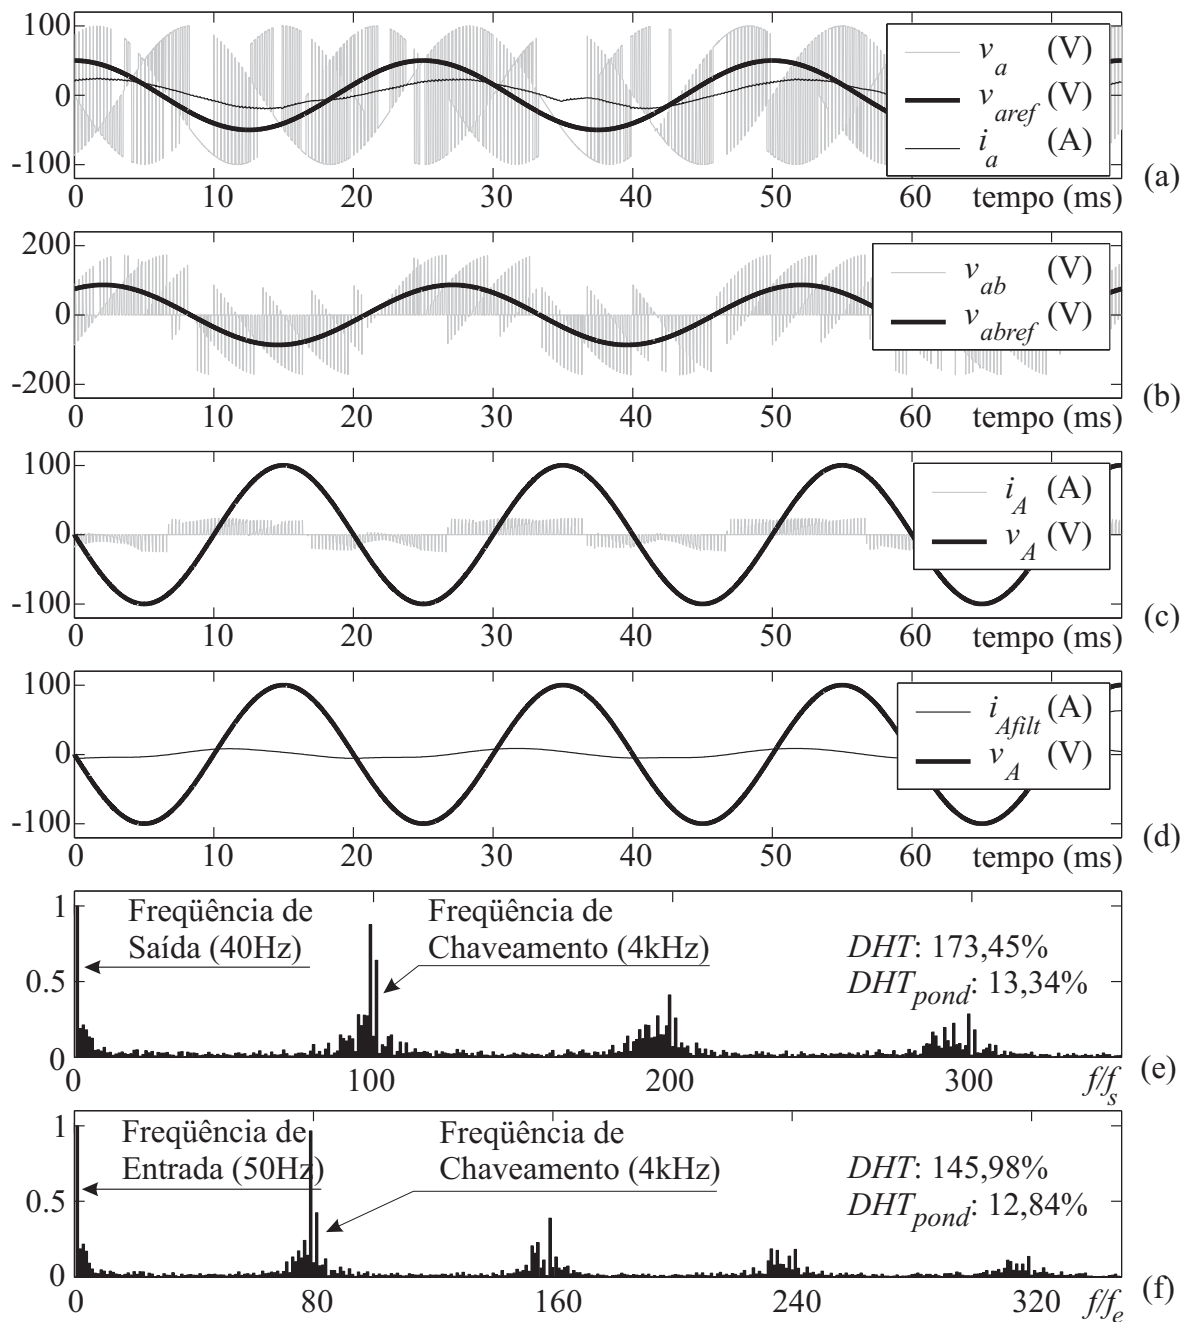 100
0
-100
v_a (V)
v_aref (V)
i_a (A)
0 10 20 30 40 50 60 tempo (ms)
(a)
200
0
-200
v_ab (V)
v_abref (V)
0 10 20 30 40 50 60 tempo (ms)
(b)
100
0
-100
i_A (A)
v_A (V)
0 10 20 30 40 50 60 tempo (ms)
(c)
100
0
-100
i_Afilt (A)
v_A (V)
0 10 20 30 40 50 60 tempo (ms)
(d)
1
0.5
0
Freqüência de
Saída (40Hz)
Freqüência de
Chaveamento (4kHz)
DHT: 173,45%
DHT_pond: 13,34%
0 100 200 300 f/f_s
(e)
1
0.5
0
Freqüência de
Entrada (50Hz)
Freqüência de
Chaveamento (4kHz)
DHT: 145,98%
DHT_pond: 12,84%
0 80 160 240 320 f/f_e
(f)